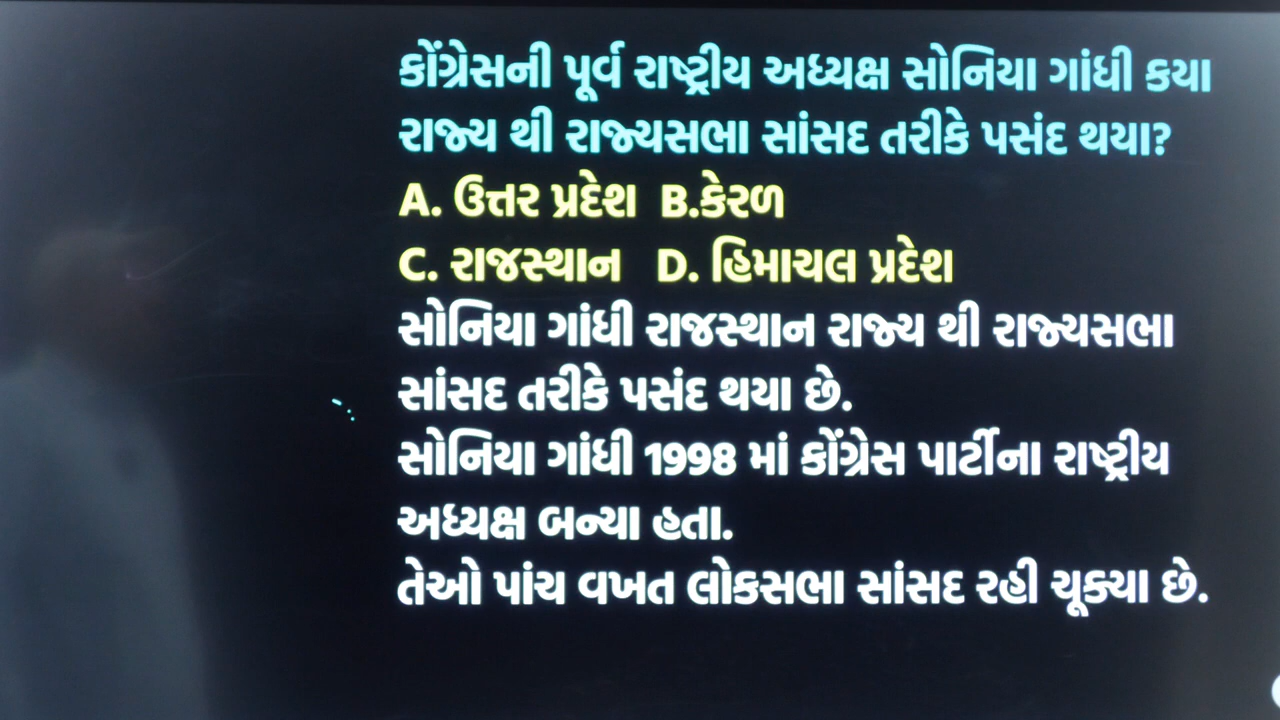 કોંગ્રેસની પૂર્વ રાષ્ટ્રીય અધ્યક્ષ સોનિયા ગાંધી કયા
રાજ્ય થી રાજ્યસભા સાંસદ તરીકે પસંદ થયા?
A. ઉત્તર પ્રદેશ B.કેરળ
C. રાજસ્થાન D. હિમાચલ પ્રદેશ
સોનિયા ગાંધી રાજસ્થાન રાજ્ય થી રાજ્યસભા
સાંસદ તરીકે પસંદ થયા છે.
સોનિયા ગાંધી 1998 માં કોંગ્રેસ પાર્ટીના રાષ્ટ્રીય
અધ્યક્ષ બન્યા હતા.
તેઓ પાંચ વખત લોકસભા સાંસદ રહી ચૂક્યા છે.